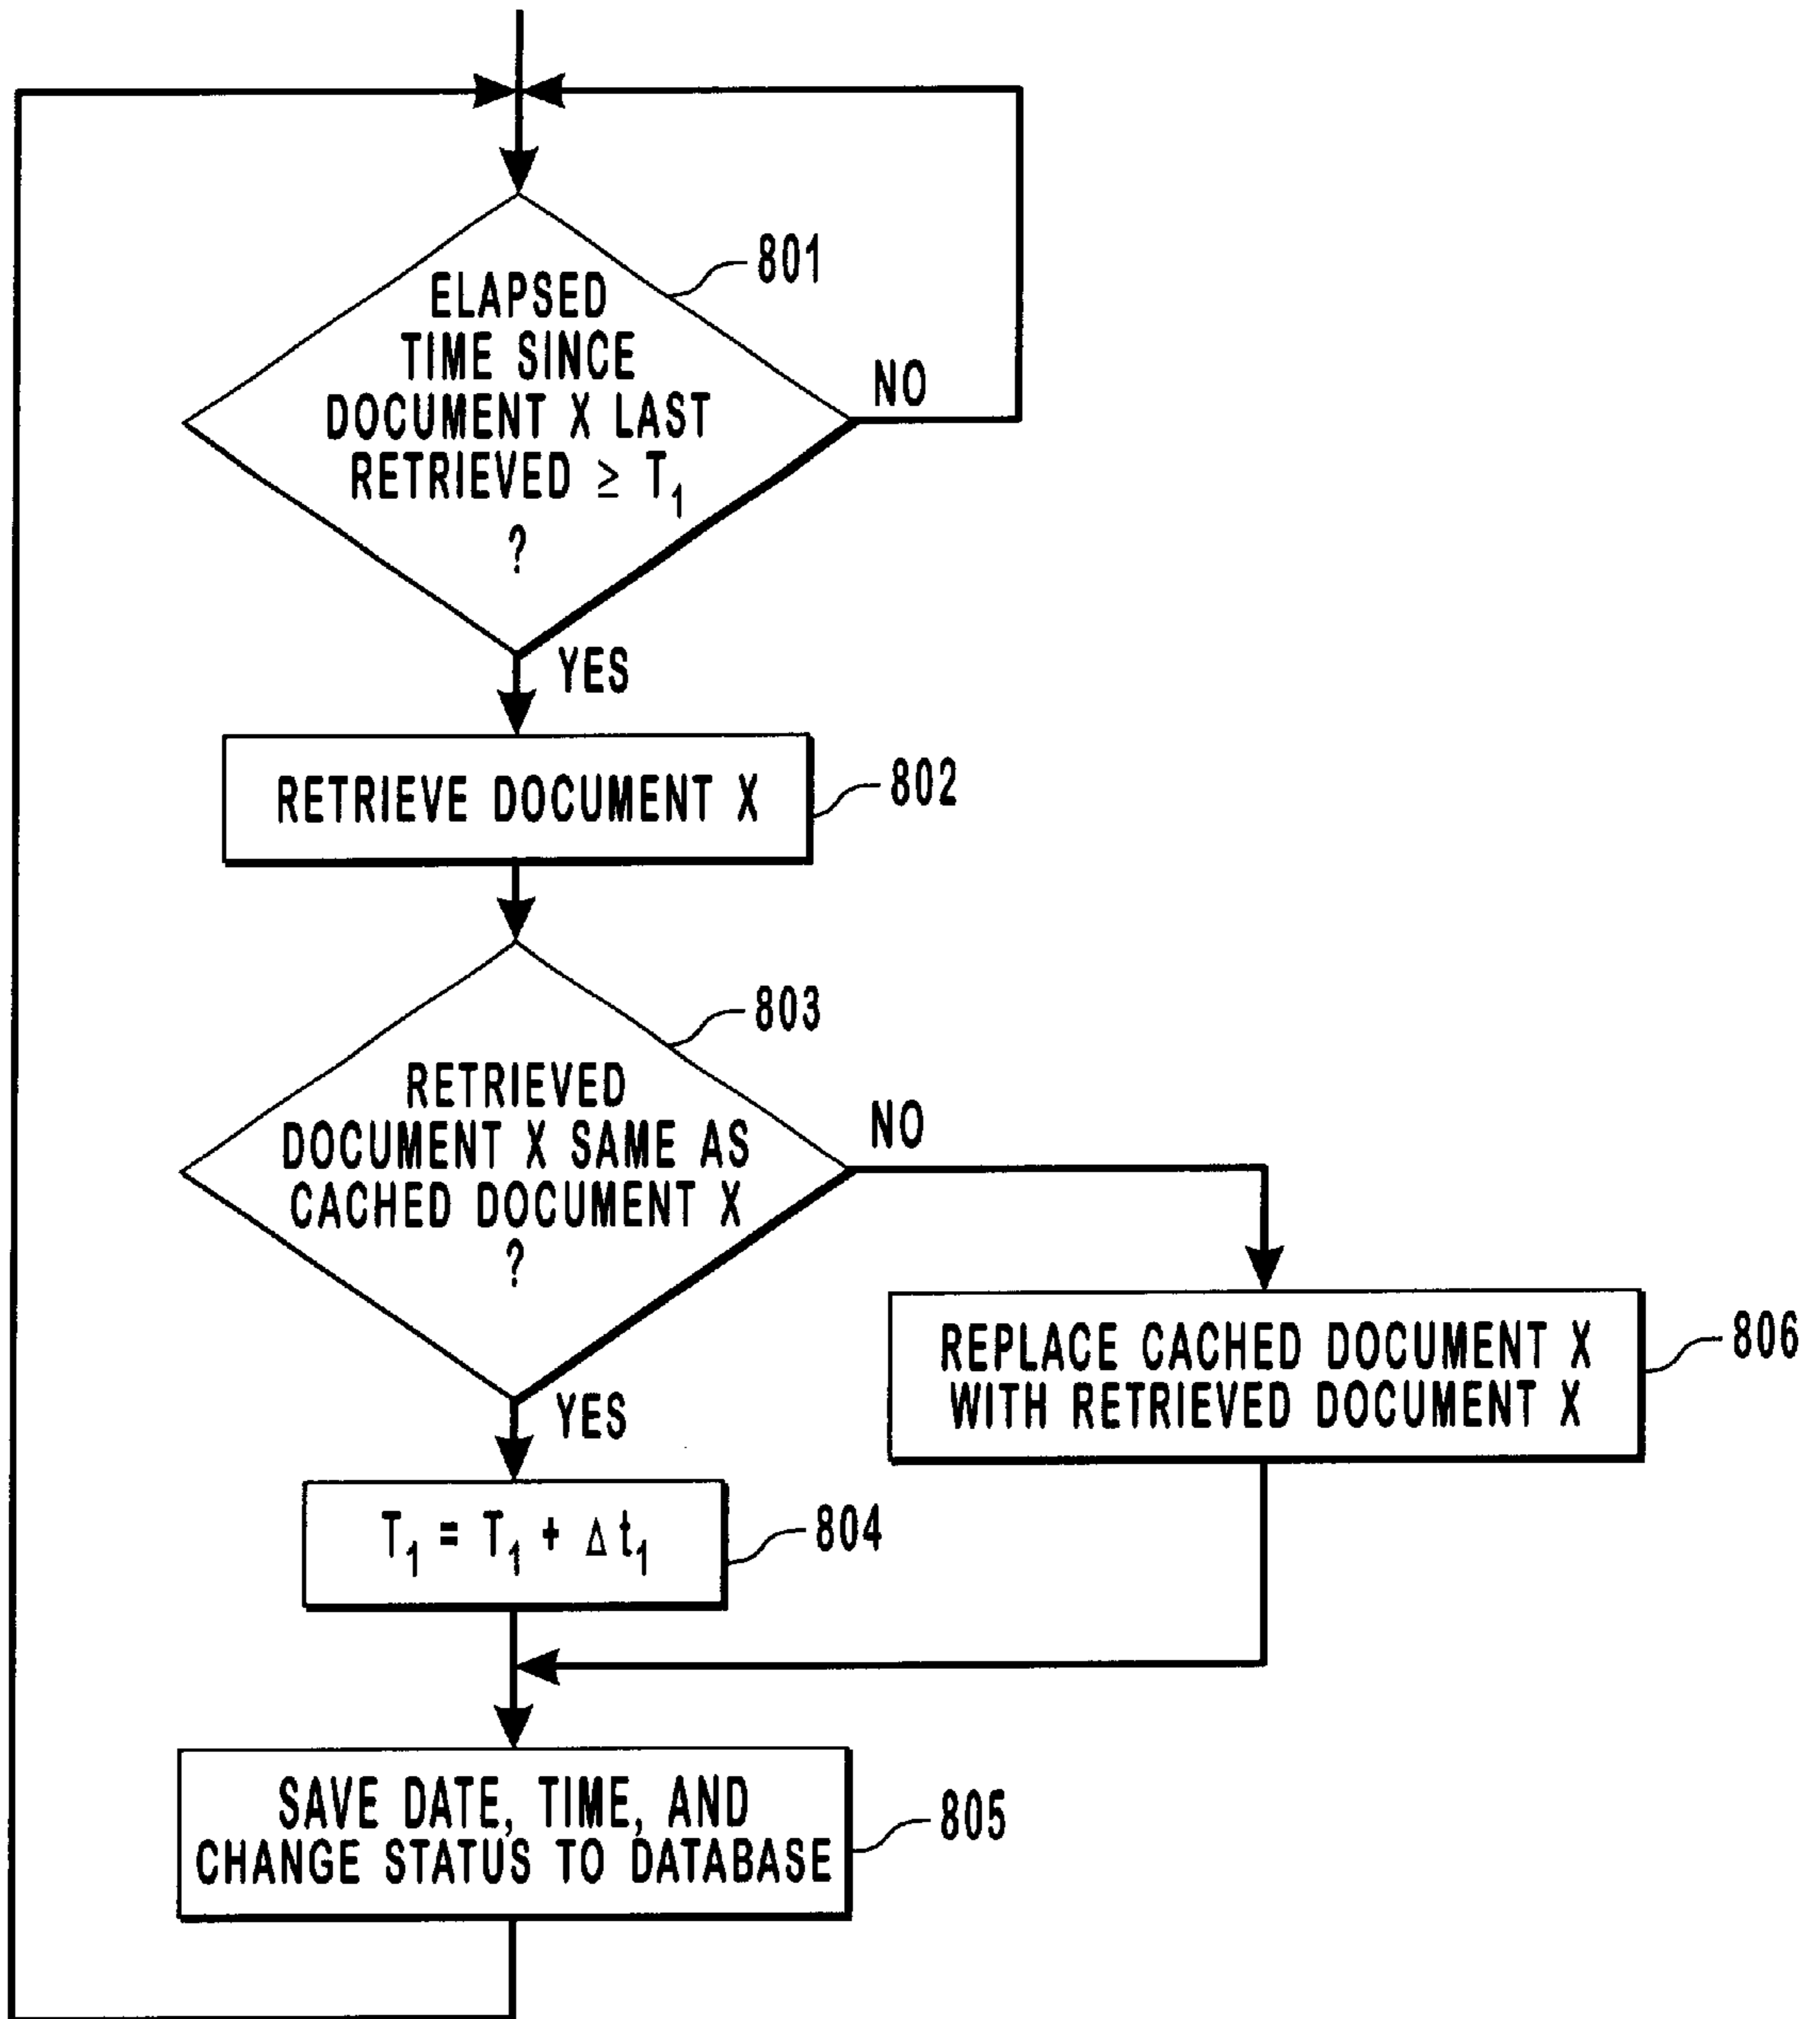 801
ELAPSED
TIME SINCE
DOCUMENT X LAST
RETRIEVED ≥ T₁
?
NO
YES
RETRIEVE DOCUMENT X
802
803
RETRIEVED
DOCUMENT X SAME AS
CACHED DOCUMENT X
?
NO
YES
REPLACE CACHED DOCUMENT X
WITH RETRIEVED DOCUMENT X
806
T₁ = T₁ + Δ t₁
804
SAVE DATE, TIME, AND
CHANGE STATUS TO DATABASE
805